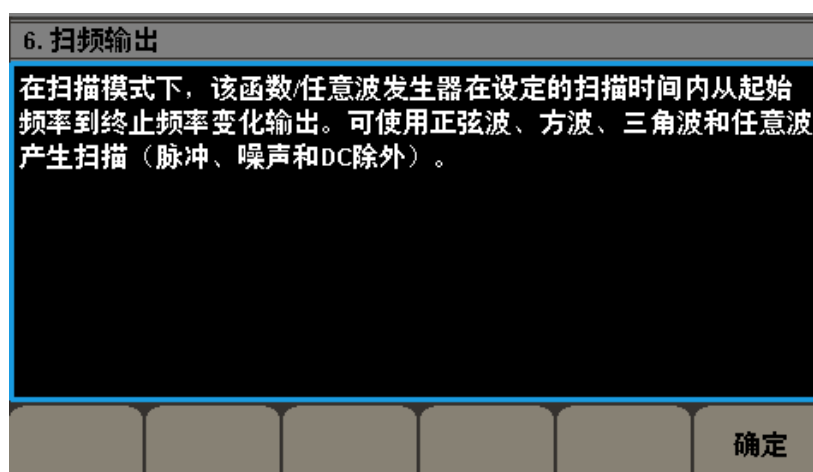 6. 扫频输出
在扫描模式下，该函数/任意波发生器在设定的扫描时间内从起始
频率到终止频率变化输出。可使用正弦波、方波、三角波和任意波
产生扫描（脉冲、噪声和DC除外）。
确定